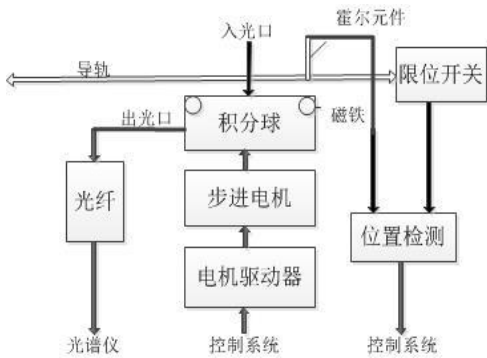 入光口
霍尔元件
导轨
限位开关
出光口
积分球
磁铁
光纤
步进电机
位置检测
电机驱动器
光谱仪
控制系统
控制系统